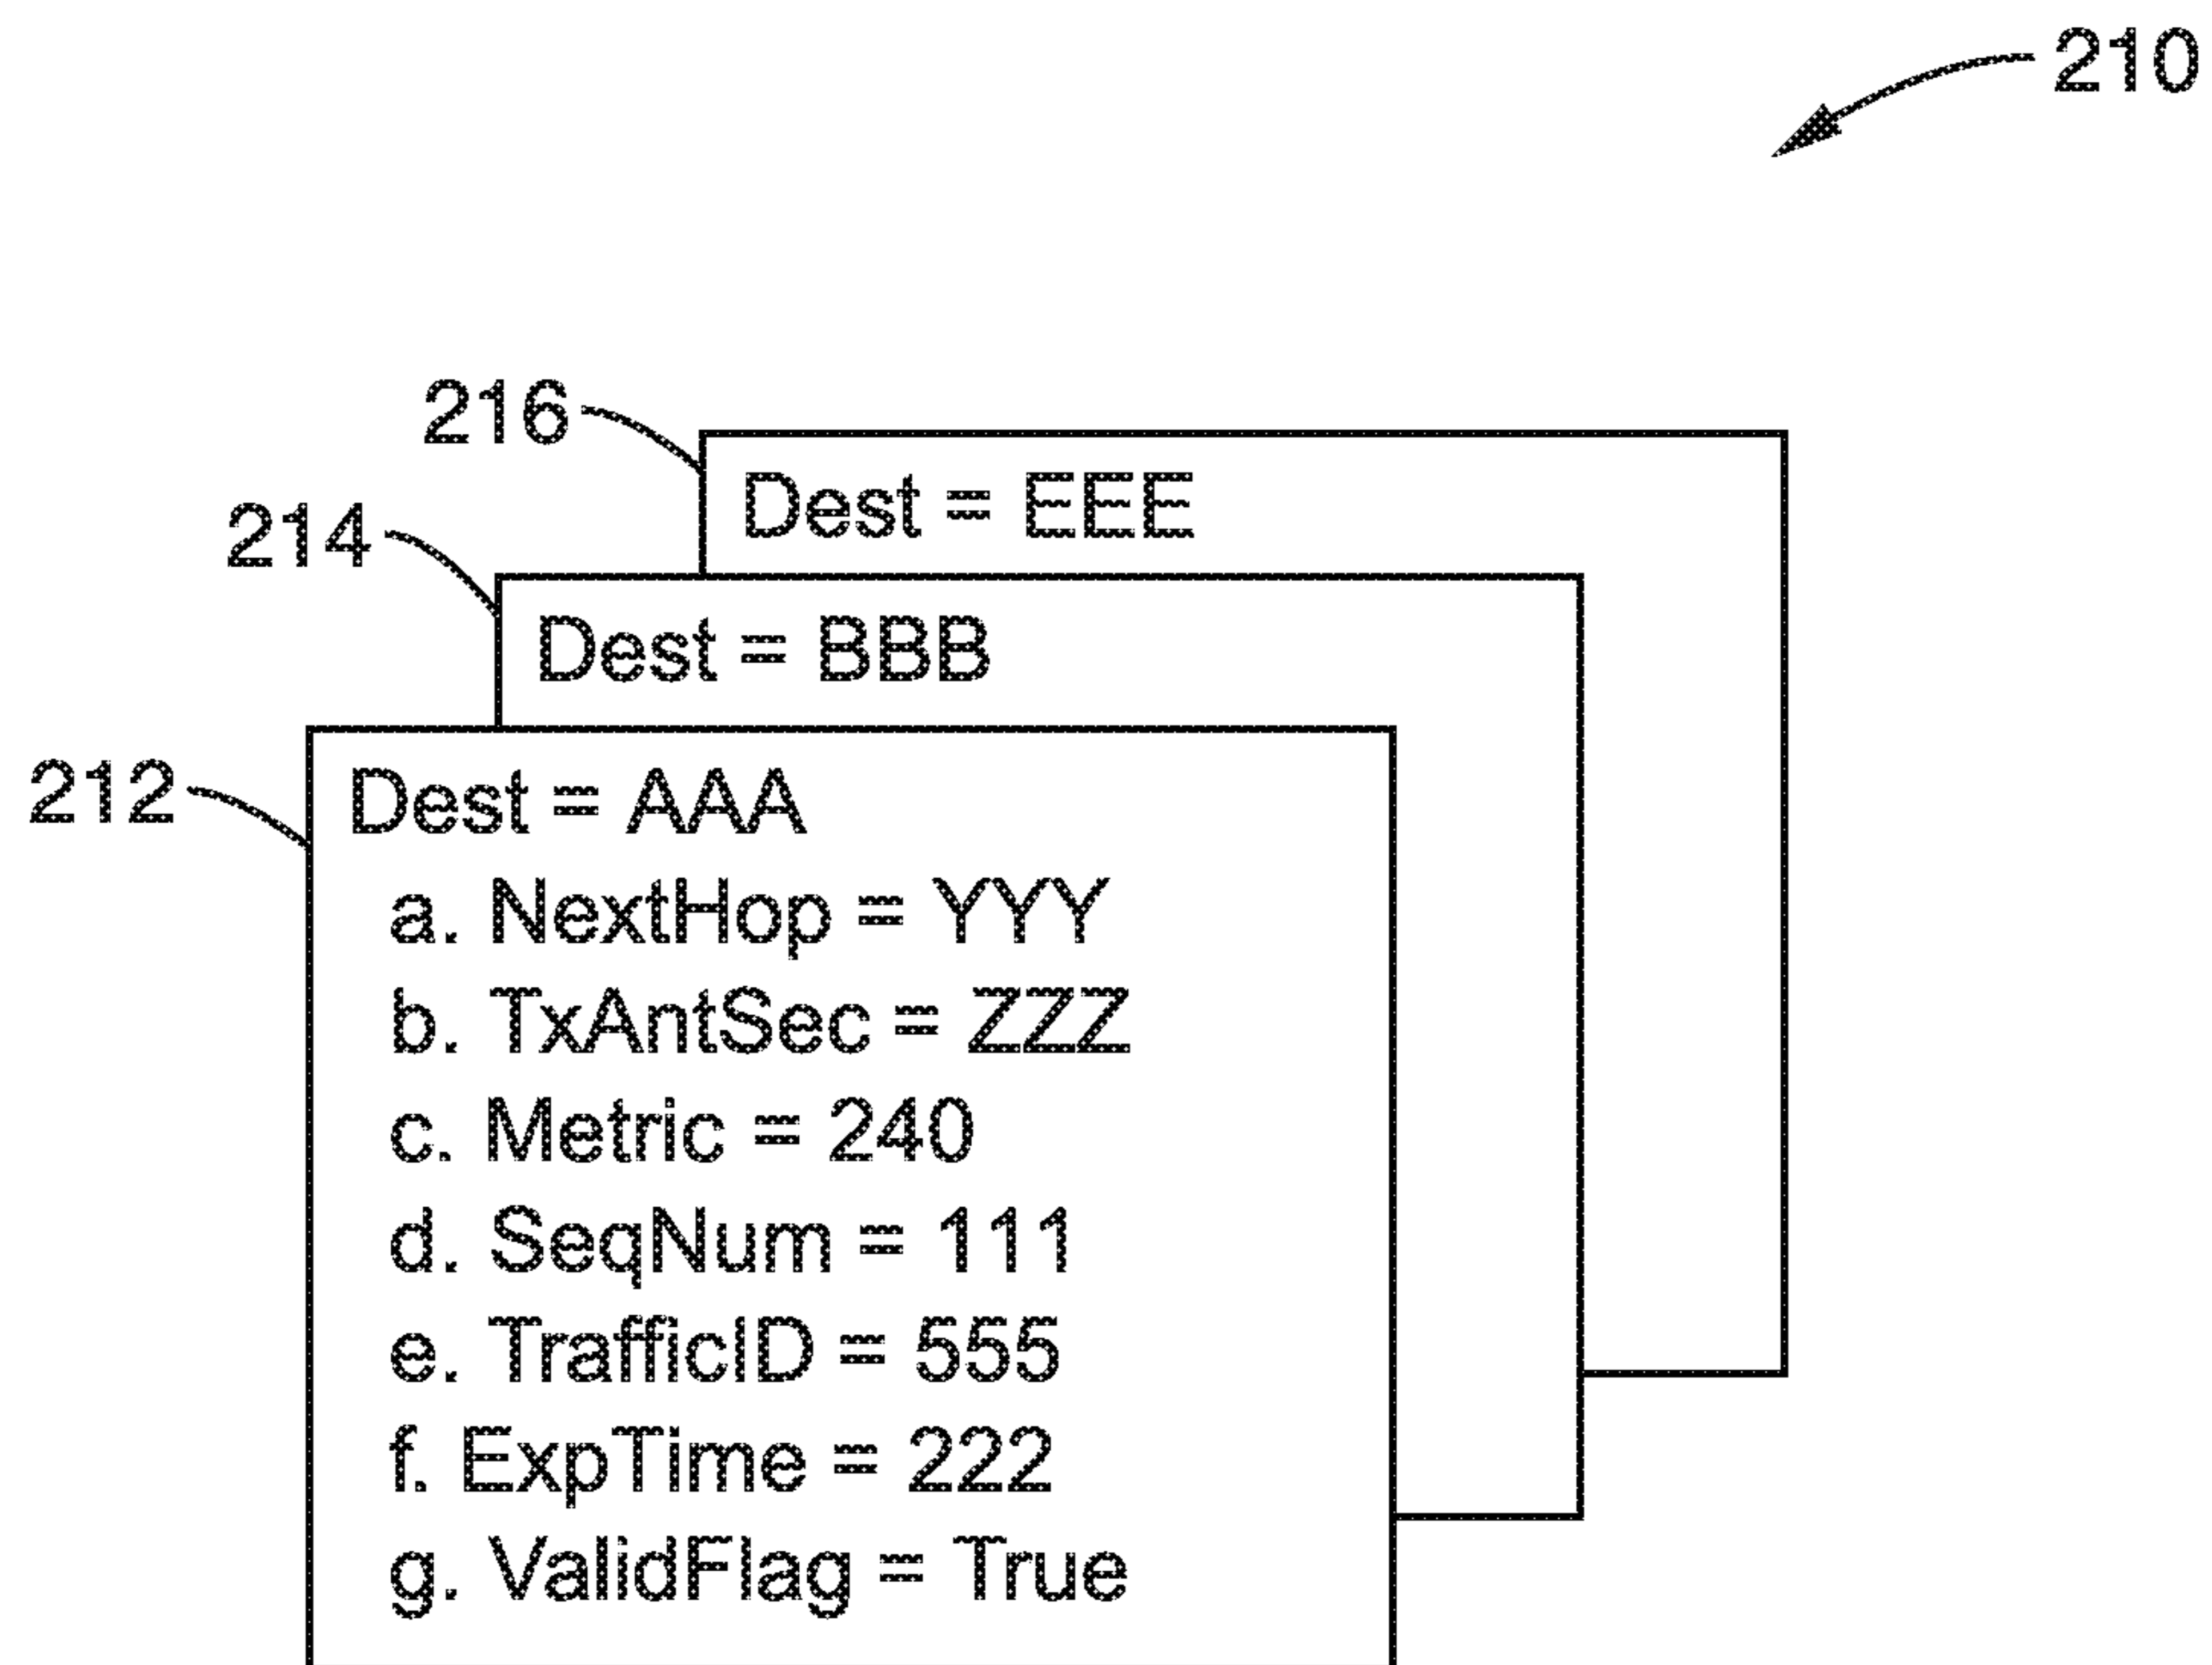 210
216
Dest = EEE
214
Dest = BBB
212
Dest = AAA
a. NextHop = YYY
b. TxAntSec = ZZZ
c. Metric = 240
d. SeqNum = 111
e. TrafficID = 555
f. ExpTime = 222
g. ValidFlag = True